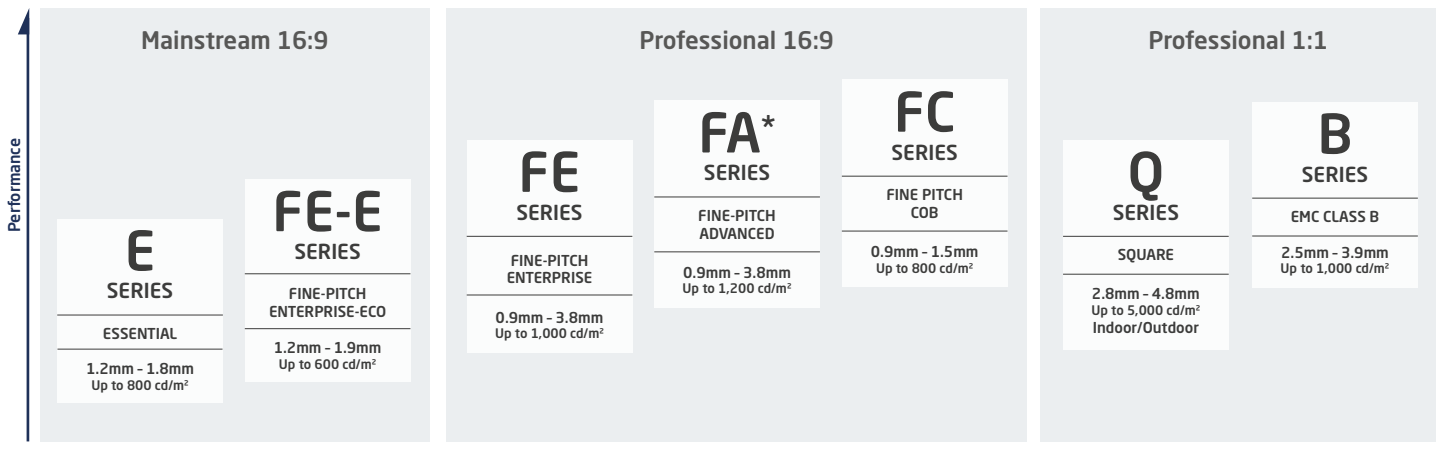 Performance
Mainstream 16:9
E
SERIES
ESSENTIAL
1.2mm – 1.8mm
Up to 800 cd/m²
FE-E
SERIES
FINE-PITCH
ENTERPRISE-ECO
1.2mm – 1.9mm
Up to 600 cd/m²
Professional 16:9
FE
SERIES
FINE-PITCH
ENTERPRISE
0.9mm – 3.8mm
Up to 1,000 cd/m²
FA*
SERIES
FINE-PITCH
ADVANCED
0.9mm – 3.8mm
Up to 1,200 cd/m²
FC
SERIES
FINE PITCH
COB
0.9mm – 1.5mm
Up to 800 cd/m²
Professional 1:1
Q
SERIES
SQUARE
2.8mm – 4.8mm
Up to 5,000 cd/m²
Indoor/Outdoor
B
SERIES
EMC CLASS B
2.5mm – 3.9mm
Up to 1,000 cd/m²